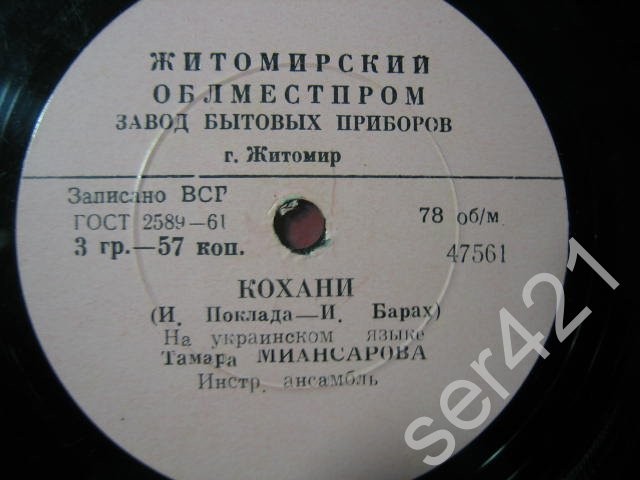 ЖИТОМИРСКИЙ
ОБЛМЕСТПРОМ
ЗАВОД БЫТОВЫХ ПРИБОРОВ
г. Житомир
Записано ВСГ
ГОСТ 2589—61
78 об/м.
3 гр.—57 коп.
47561
КОХАНИ
(И. Поклада—И. Барах)
На украинском языке
Тамара МИАНСАРОВА
Инстр. ансамбль
ser421